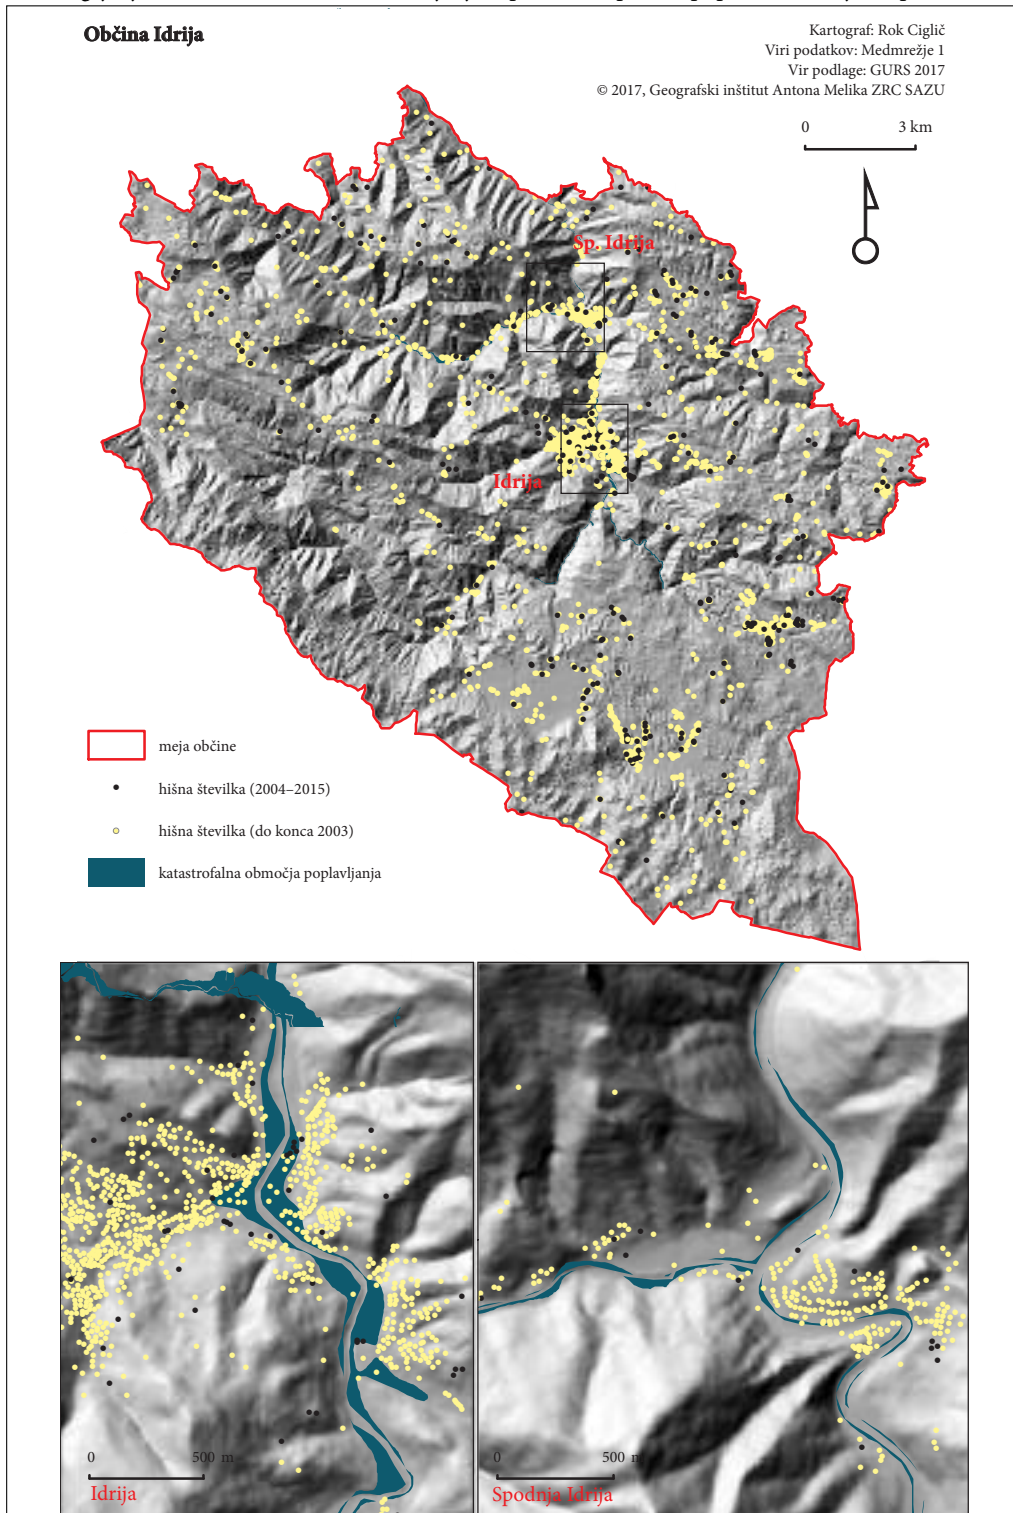 Občina Idrija
Kartograf: Rok Ciglič
Viri podatkov: Medmrežje 1
Vir podlage: GURS 2017
© 2017, Geografski inštitut Antona Melika ZRC SAZU
0 3 km
Sp. Idrija
Idrija
meja občine
hišna številka (2004–2015)
hišna številka (do konca 2003)
katastrofalna območja poplavljanja
0 500 m
Idrija
0 500 m
Spodnja Idrija